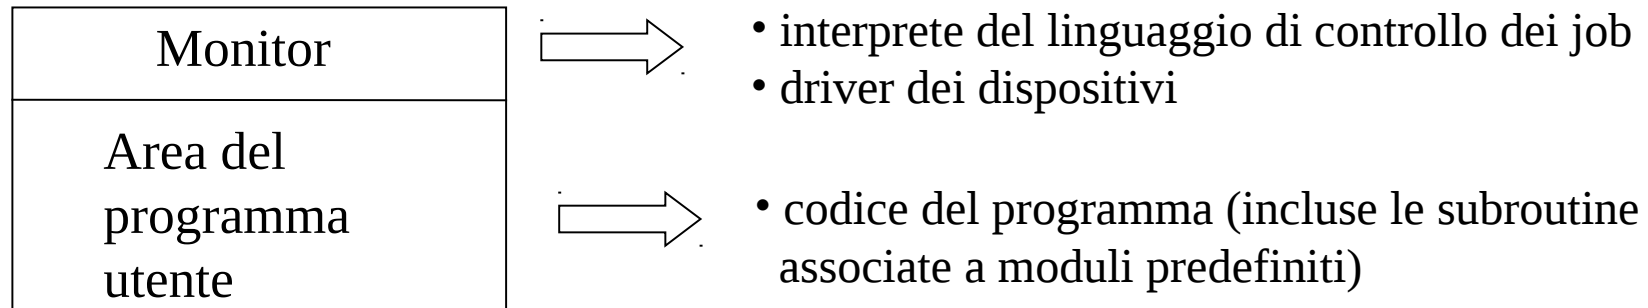 Monitor
• interprete del linguaggio di controllo dei job
• driver dei dispositivi
Area del
programma
utente
• codice del programma (incluse le subroutine
associate a moduli predefiniti)